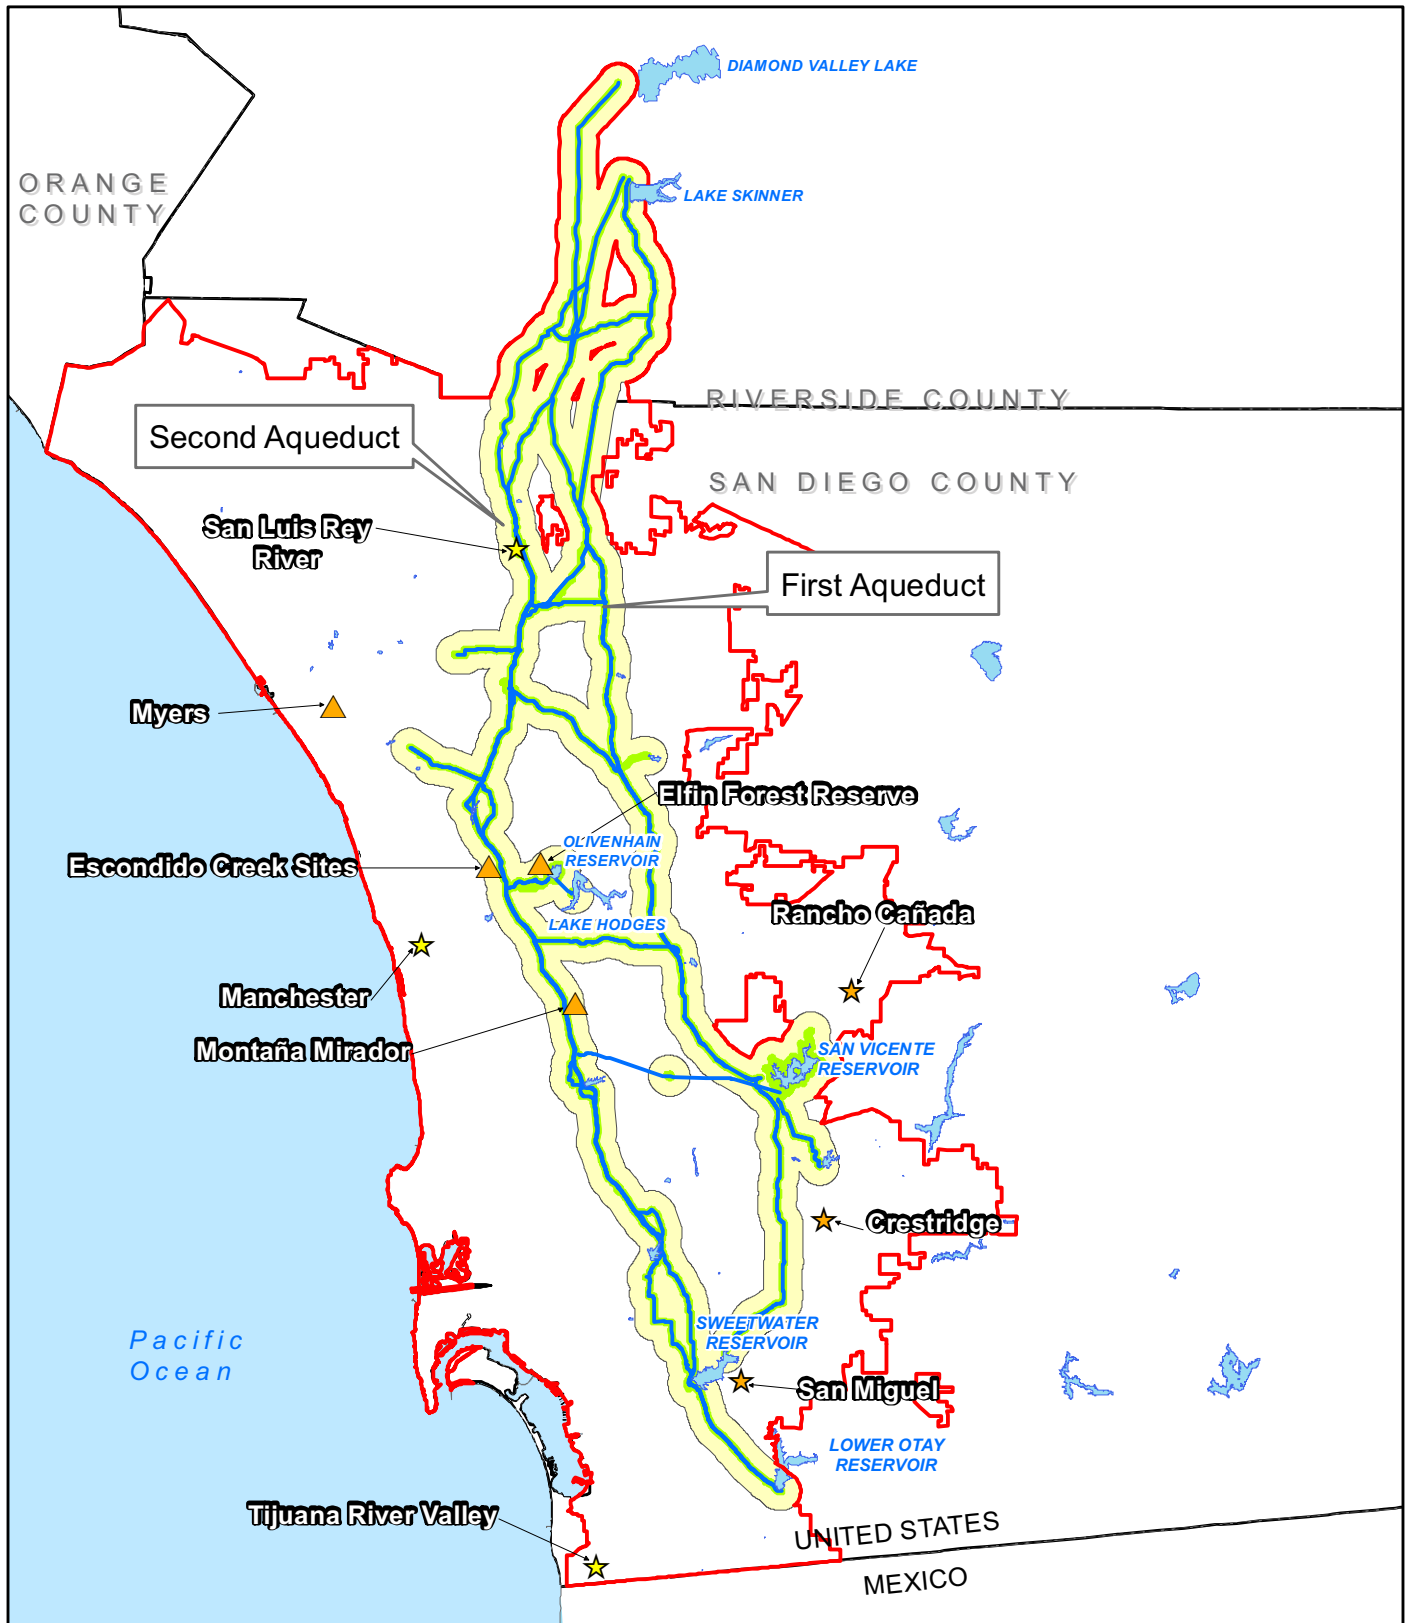 DIAMOND VALLEY LAKE
ORANGE
COUNTY
LAKE SKINNER
RIVERSIDE COUNTY
Second Aqueduct
SAN DIEGO COUNTY
San Luis Rey
River
First Aqueduct
Myers
Elfin Forest Reserve
OLIVENHAIN
RESERVOIR
Escondido Creek Sites
Rancho Cañada
LAKE HODGES
Manchester
Montaña Mirador
SAN VICENTE
RESERVOIR
Crestridge
SWEETWATER
RESERVOIR
Pacific
Ocean
San Miguel
LOWER OTAY
RESERVOIR
Tijuana River Valley
UNITED STATES
MEXICO